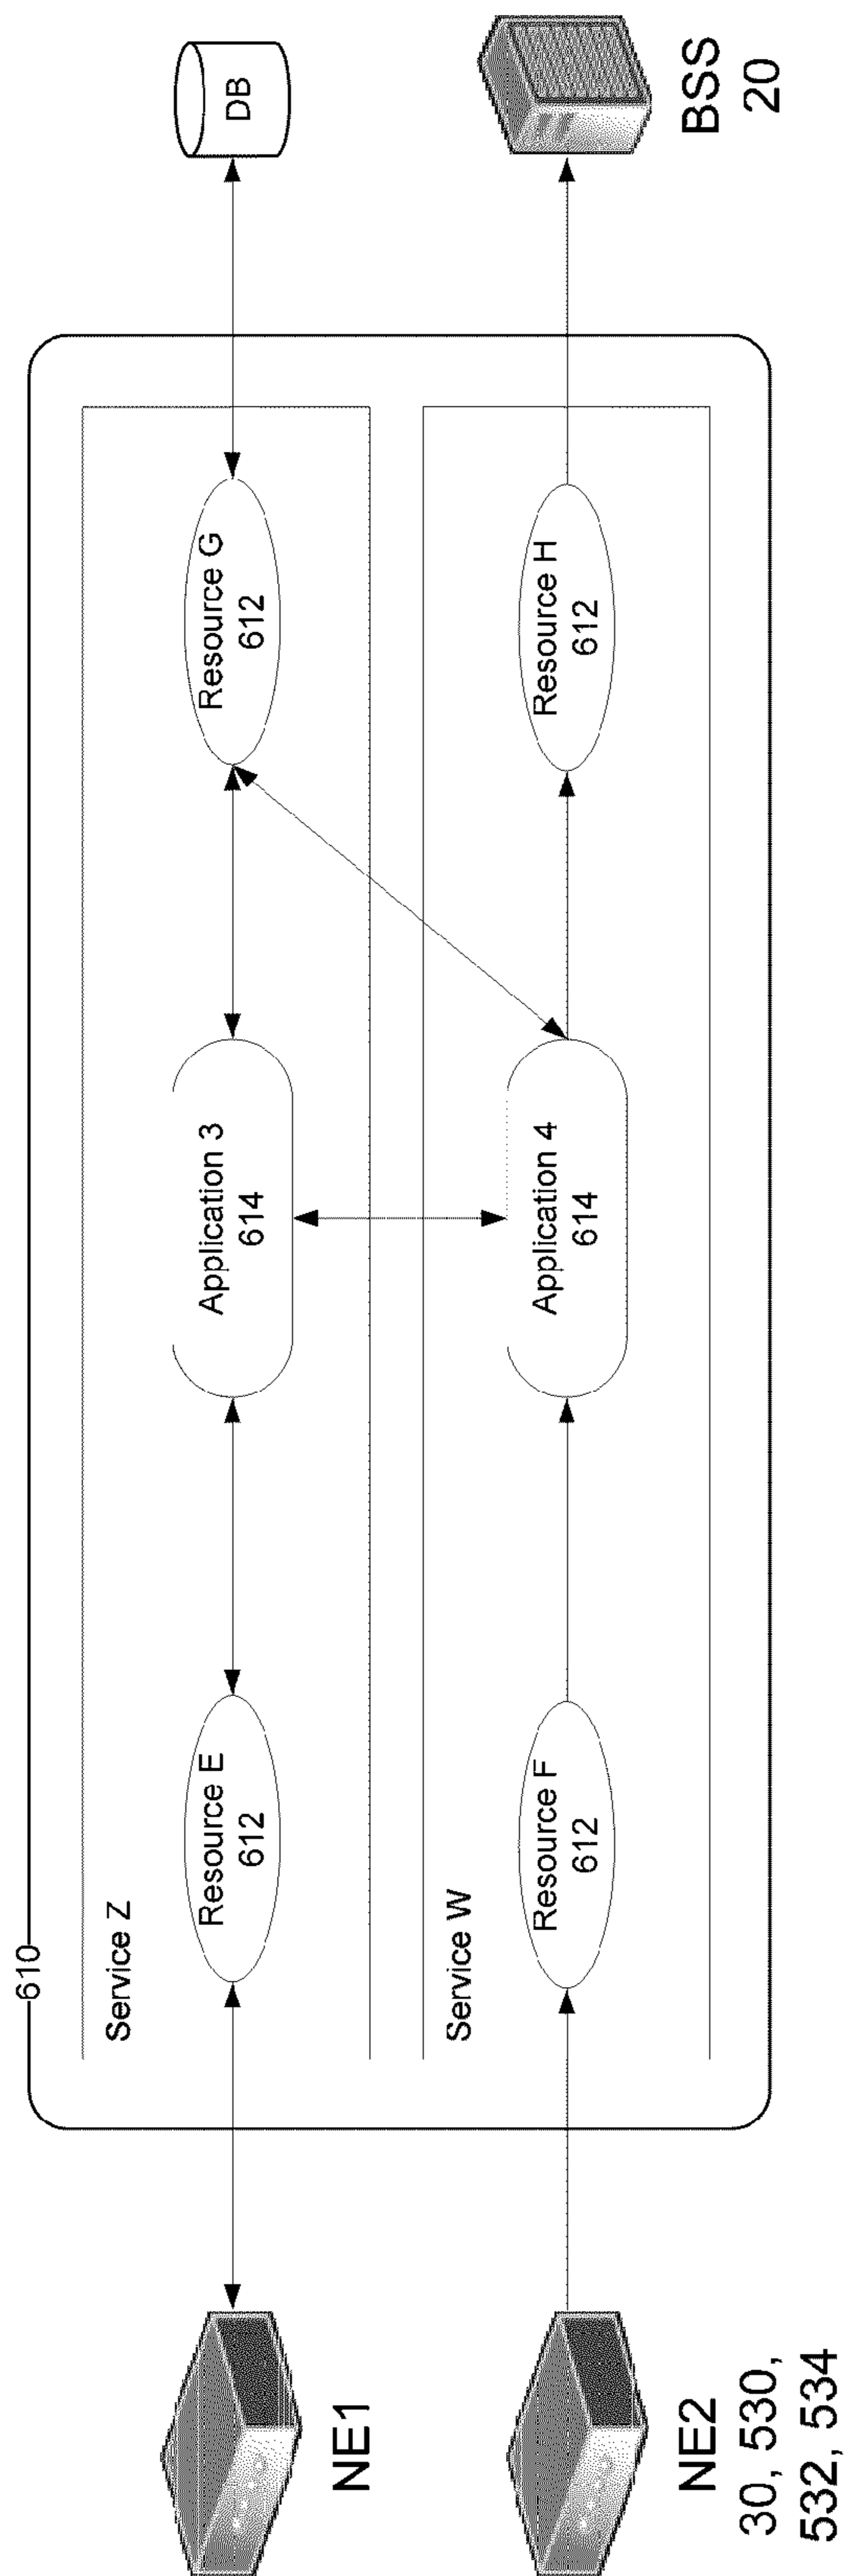 610
Service Z
NE1
Resource E
612
Application 3
614
Resource G
612
DB
Service W
NE2
30, 530,
532, 534
Resource F
612
Application 4
614
Resource H
612
BSS
20